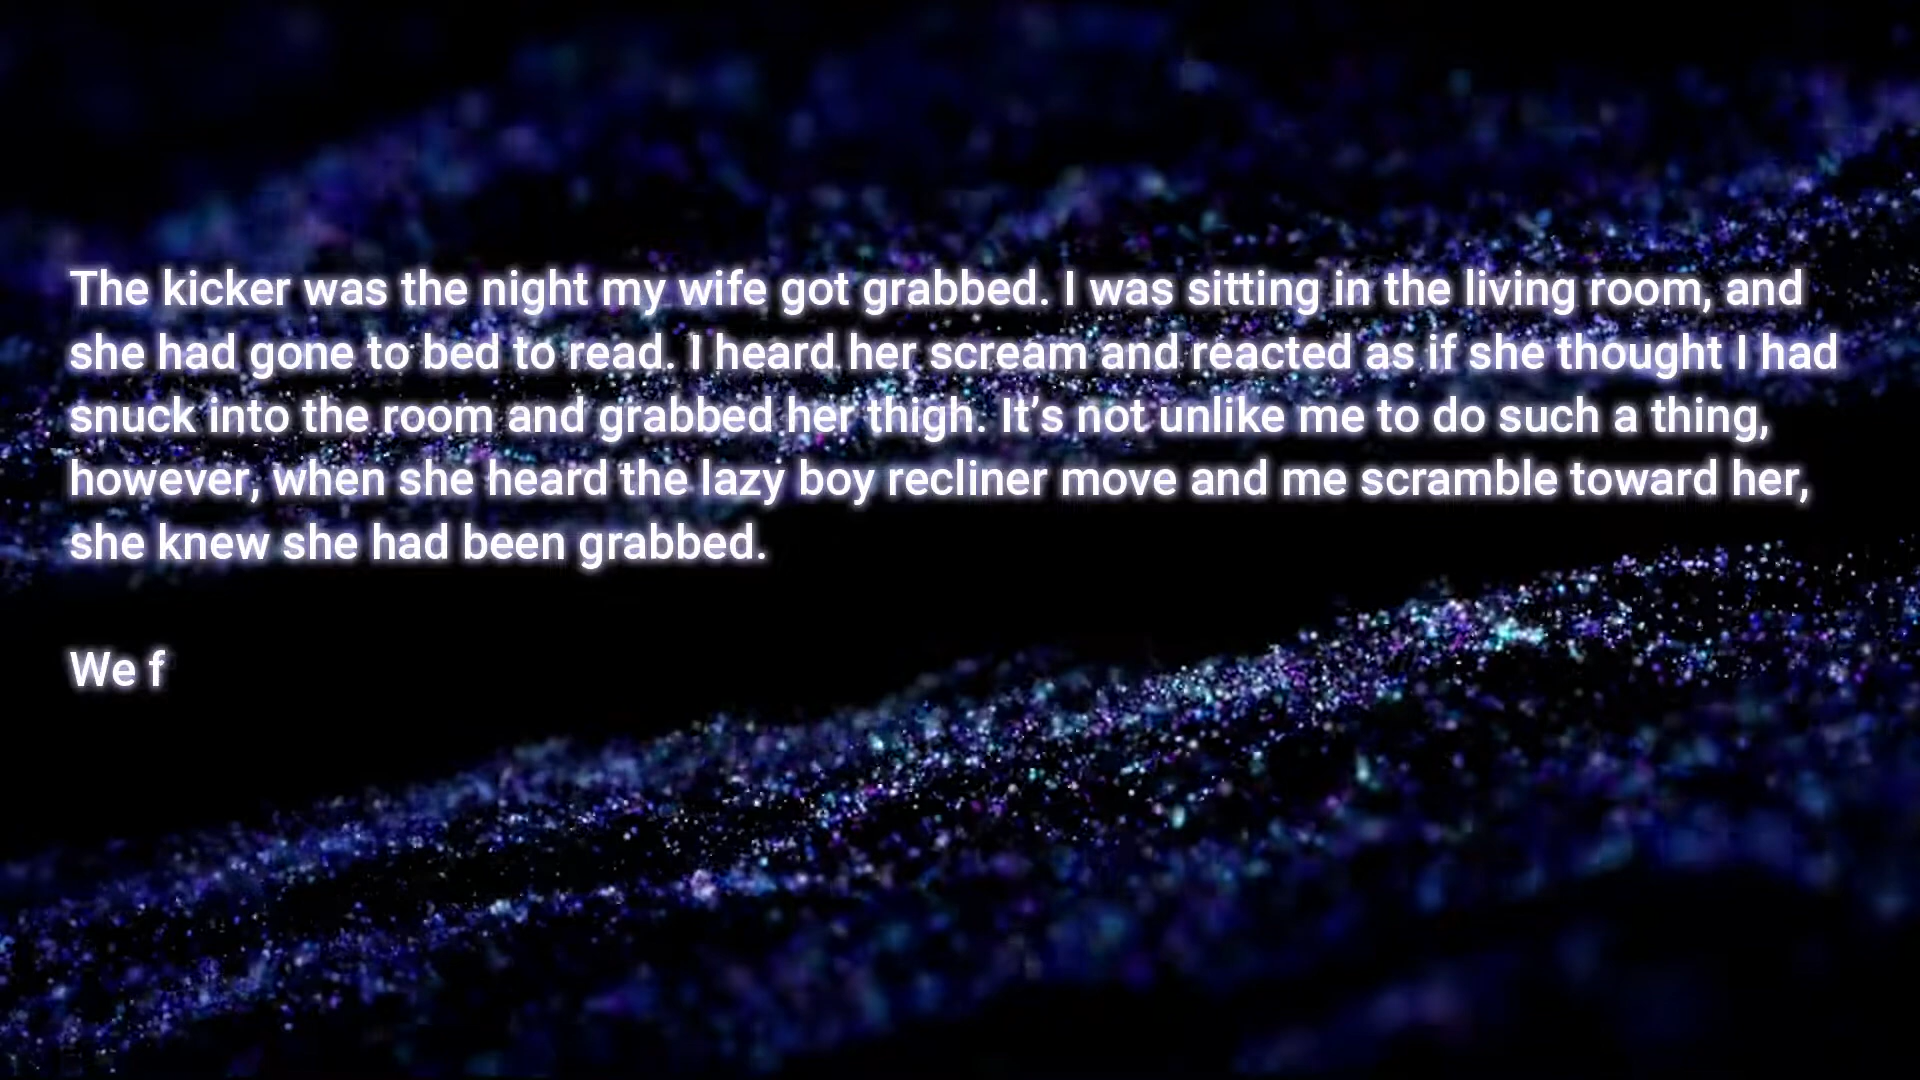 The kicker was the night my wife got grabbed. I was sitting in the living room, and
she had gone to bed to read. I heard her scream and reacted as if she thought I had
snuck into the room and grabbed her thigh. It’s not unlike me to do such a thing,
however, when she heard the lazy boy recliner move and me scramble toward her,
she knew she had been grabbed.
We f